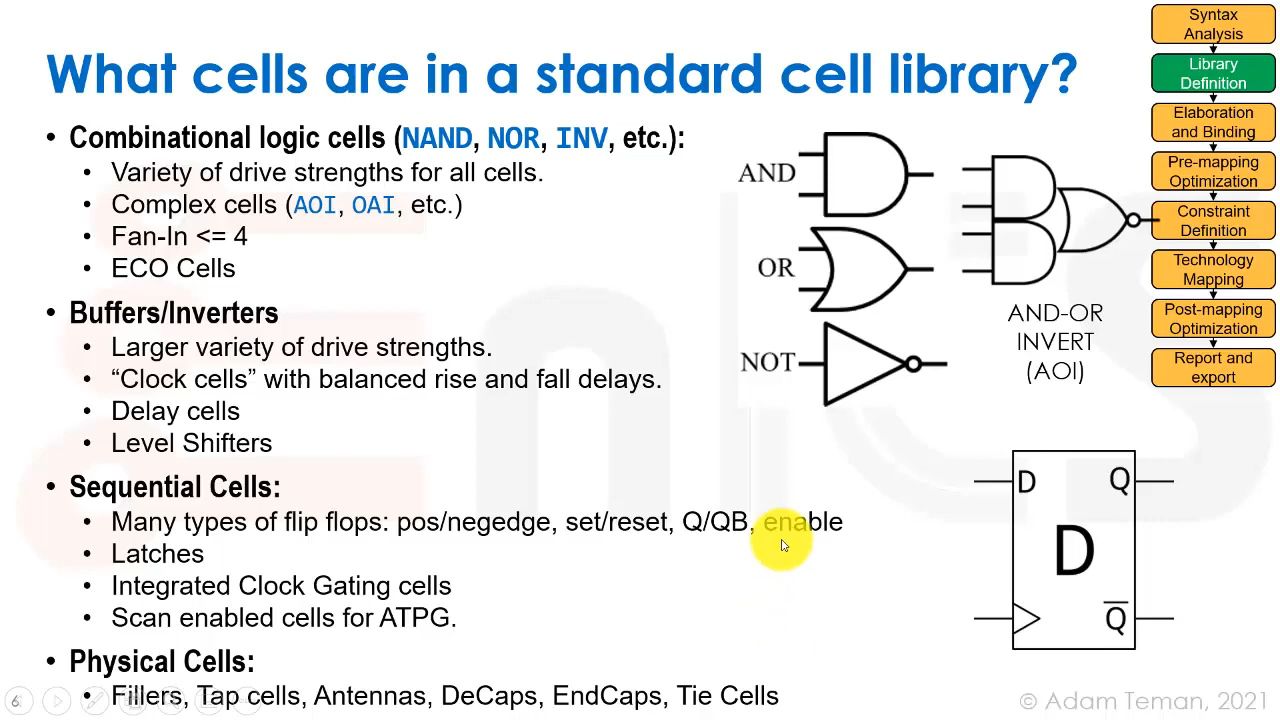 What cells are in a standard cell library?
• Combinational logic cells (NAND, NOR, INV, etc.):
• Variety of drive strengths for all cells.
• Complex cells (AOI, OAI, etc.)
• Fan-In <= 4
• ECO Cells
• Buffers/Inverters
• Larger variety of drive strengths.
• “Clock cells” with balanced rise and fall delays.
• Delay cells
• Level Shifters
• Sequential Cells:
• Many types of flip flops: pos/negedge, set/reset, Q/QB, enable
• Latches
• Integrated Clock Gating cells
• Scan enabled cells for ATPG.
• Physical Cells:
• Fillers, Tap cells, Antennas, DeCaps, EndCaps, Tie Cells
AND
OR
NOT
AND-OR
INVERT
(AOI)
D
Q
D
Q̅
Syntax
Analysis
Library
Definition
Elaboration
and Binding
Pre-mapping
Optimization
Constraint
Definition
Technology
Mapping
Post-mapping
Optimization
Report and
export
6
EnICS
© Adam Teman, 2021